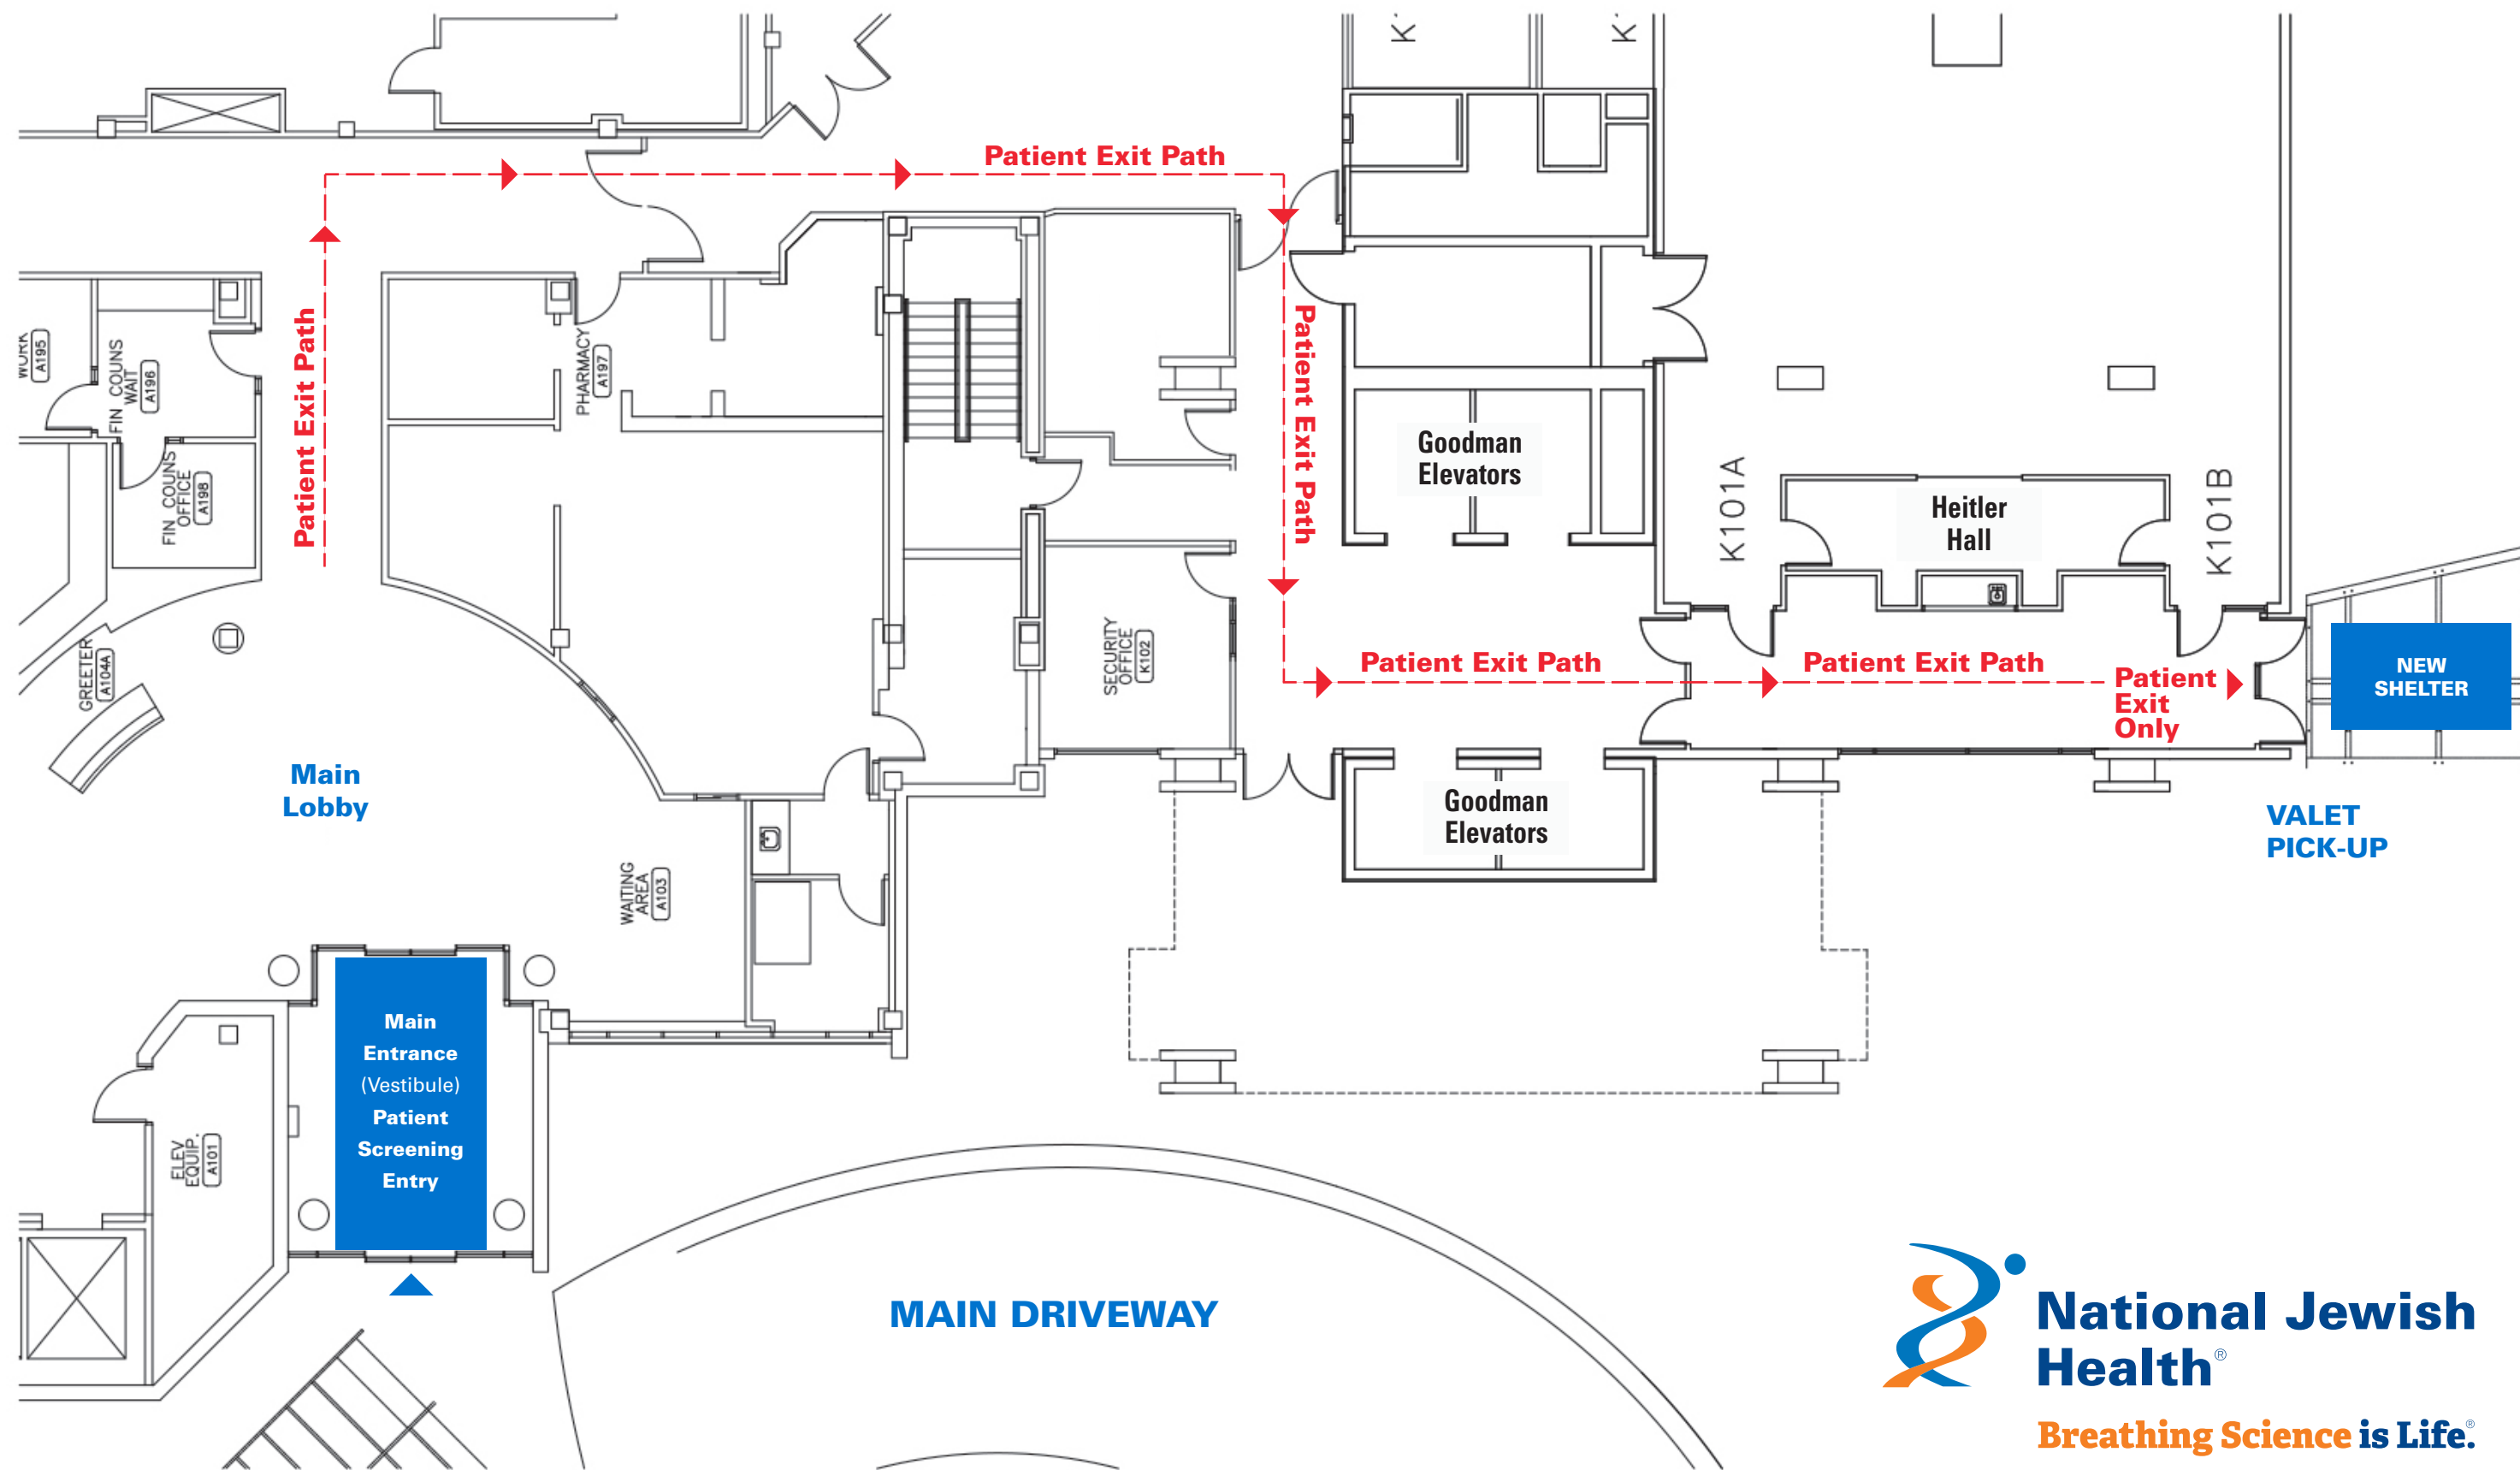 K
K
Patient Exit Path
Patient Exit Path
Patient Exit Path
WORK
A195
FIN COUNS
WAIT
A196
PHARMACY
A197
FIN COUNS
OFFICE
A198
Goodman
Elevators
K101A
Heitler
Hall
K101B
GREETER
A104A
SECURITY
OFFICE
K102
Patient Exit Path
Patient Exit Path
Patient
Exit
Only
NEW
SHELTER
Main
Lobby
Goodman
Elevators
VALET
PICK-UP
WAITING
AREA
A103
Main
Entrance
(Vestibule)
Patient
Screening
Entry
ELEV
EQUIP.
A101
MAIN DRIVEWAY
National Jewish
Health®
Breathing Science is Life.®